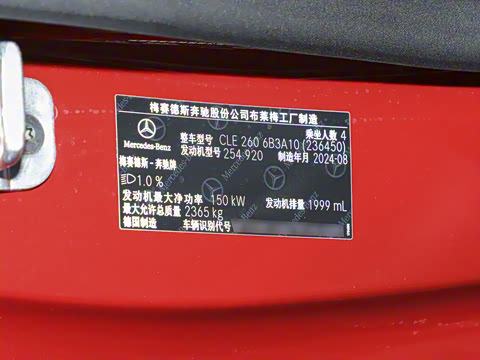 梅赛德斯奔驰股份公司布莱梅工厂制造
乘坐人数 4
整车型号 CLE 260 6B3A10 (236450)
Mercedes-Benz
发动机型号 254 920 制造年月 2024-08
梅赛德斯-奔驰牌
1.0 %
发动机最大净功率 150 kW 发动机排量 1999 mL
最大允许总质量 2365 kg
德国制造 车辆识别代号